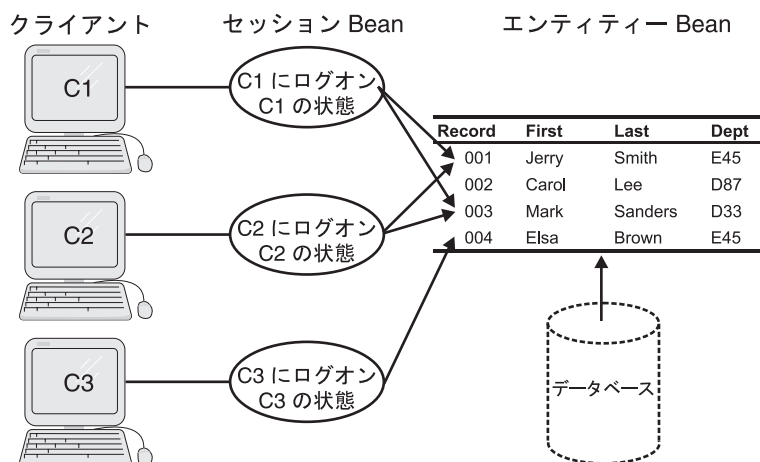 クライアント
セッション Bean
エンティティー Bean
C1
C1 にログオン
C1 の状態
Record First Last Dept
001 Jerry Smith E45
002 Carol Lee D87
003 Mark Sanders D33
004 Elsa Brown E45
C2
C2 にログオン
C2 の状態
C3
C3 にログオン
C3 の状態
データベース